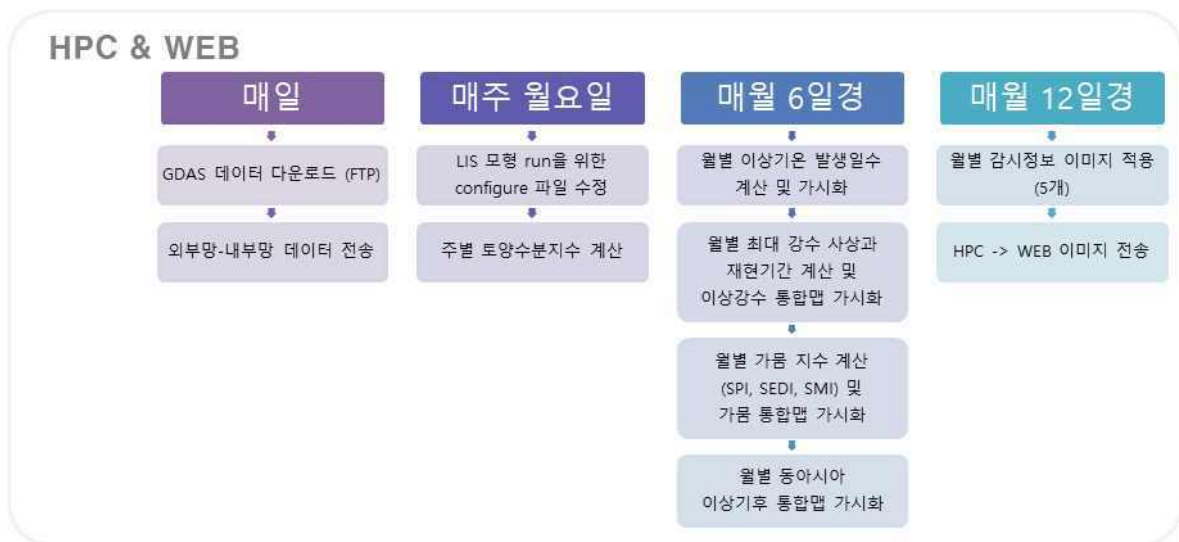 HPC & WEB
매일
GDAS 데이터 다운로드 (FTP)
외부망-내부망 데이터 전송
매주 월요일
LIS 모형 run을 위한
configure 파일 수정
주별 토양수분지수 계산
매월 6일경
월별 이상기온 발생일수
계산 및 가시화
월별 최대 강수 사상과
재현기간 계산 및
이상강수 통합맵 가시화
월별 가뭄 지수 계산
(SPI, SEDI, SMI) 및
가뭄 통합맵 가시화
월별 동아시아
이상기후 통합맵 가시화
매월 12일경
월별 감시정보 이미지 적용
(5개)
HPC -> WEB 이미지 전송